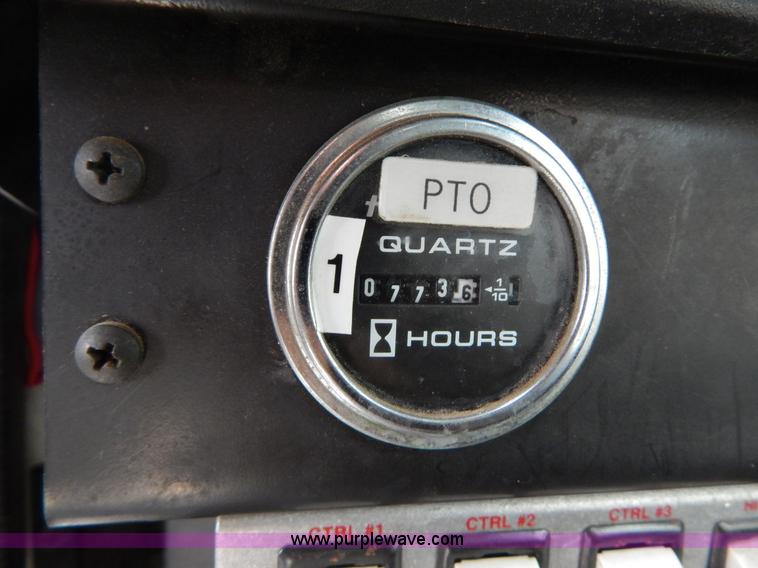 PTO
QUARTZ
1
0 7 7 3 6 ◄ 1/10
HOURS
CTRL #1 CTRL #2 CTRL #3
www.purplewave.com